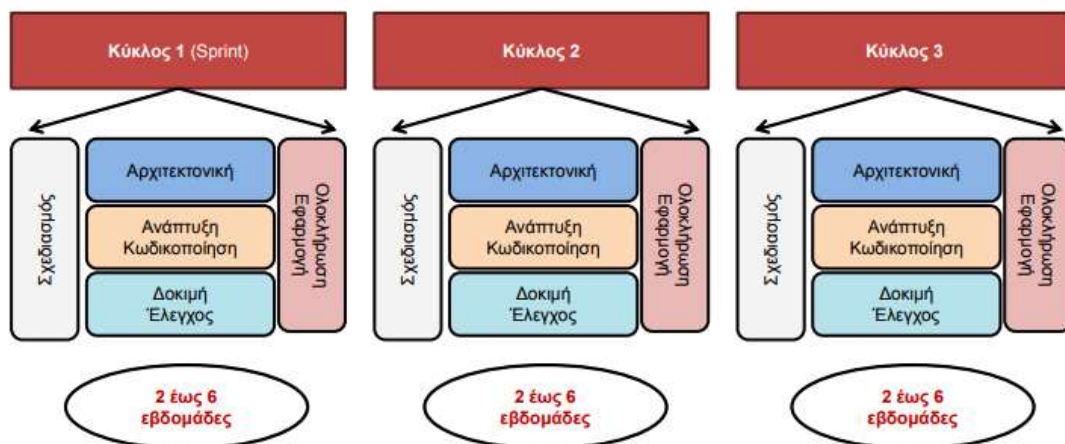 Κύκλος 1 (Sprint)
Σχεδιασμός
Αρχιτεκτονική
Ανάπτυξη
Κωδικοποίηση
Δοκιμή
Έλεγχος
Ολοκλήρωση
Εφαρμογή
2 έως 6
εβδομάδες
Κύκλος 2
Σχεδιασμός
Αρχιτεκτονική
Ανάπτυξη
Κωδικοποίηση
Δοκιμή
Έλεγχος
Ολοκλήρωση
Εφαρμογή
2 έως 6
εβδομάδες
Κύκλος 3
Σχεδιασμός
Αρχιτεκτονική
Ανάπτυξη
Κωδικοποίηση
Δοκιμή
Έλεγχος
Ολοκλήρωση
Εφαρμογή
2 έως 6
εβδομάδες